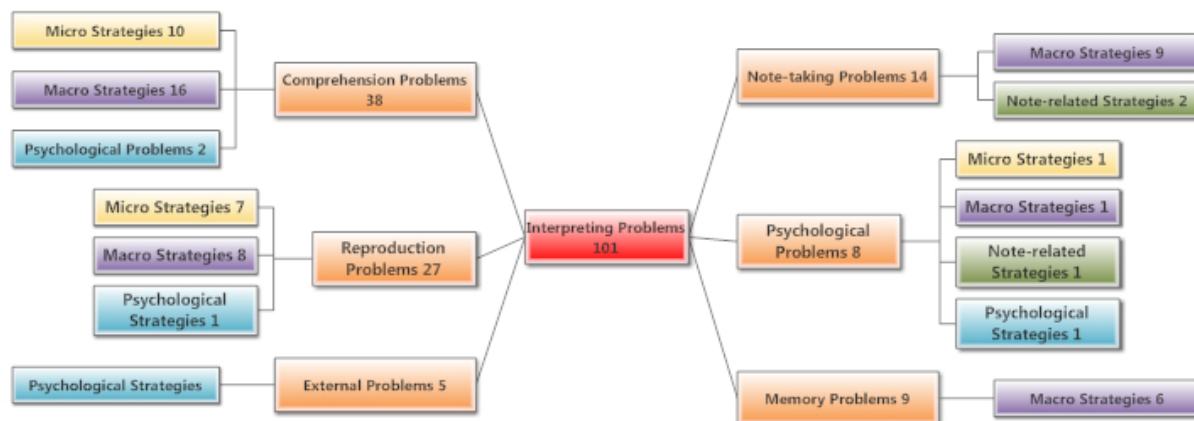 Micro Strategies 10
Macro Strategies 16
Psychological Problems 2
Comprehension Problems
38
Micro Strategies 7
Macro Strategies 8
Psychological
Strategies 1
Reproduction
Problems 27
Psychological Strategies
External Problems 5
Interpreting Problems
101
Note-taking Problems 14
Macro Strategies 9
Note-related Strategies 2
Psychological
Problems 8
Micro Strategies 1
Macro Strategies 1
Note-related
Strategies 1
Psychological
Strategies 1
Memory Problems 9
Macro Strategies 6